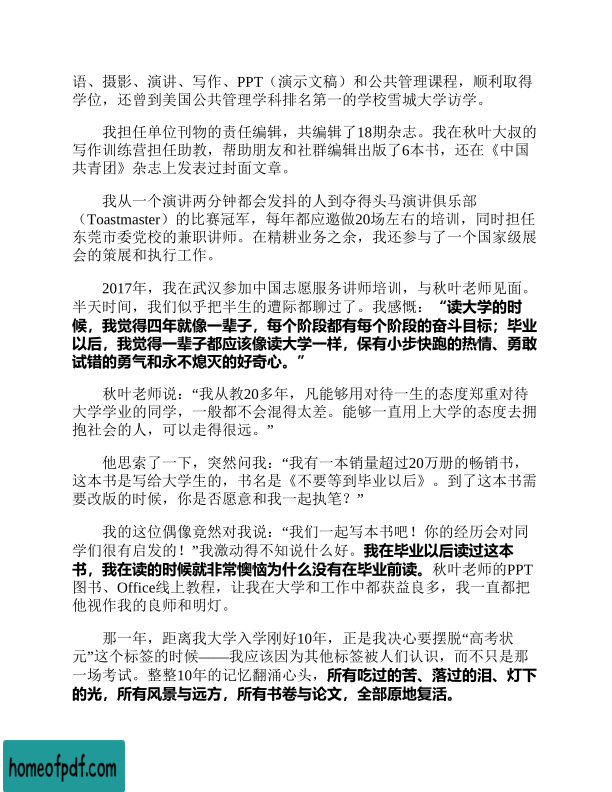 语、摄影、演讲、写作、PPT（演示文稿）和公共管理课程，顺利取得
学位，还曾到美国公共管理学科排名第一的学校雪城大学访学。
我担任单位刊物的责任编辑，共编辑了18期杂志。我在秋叶大叔的
写作训练营担任助教，帮助朋友和社群编辑出版了6本书，还在《中国
共青团》杂志上发表过封面文章。
我从一个演讲两分钟都会发抖的人到夺得头马演讲俱乐部
（Toastmaster）的比赛冠军，每年都应邀做20场左右的培训，同时担任
东莞市委党校的兼职讲师。在精耕业务之余，我还参与了一个国家级展
会的策展和执行工作。
2017年，我在武汉参加中国志愿服务讲师培训，与秋叶老师见面。
半天时间，我们似乎把半生的遭际都聊过了。我感慨：“读大学的时
候，我觉得四年就像一辈子，每个阶段都有每个阶段的奋斗目标；毕业
以后，我觉得一辈子都应该像读大学一样，保有小步快跑的热情、勇敢
试错的勇气和永不熄灭的好奇心。”
秋叶老师说：“我从教20多年，凡能够用对待一生的态度郑重对待
大学学业的同学，一般都不会混得太差。能够一直用上大学的态度去拥
抱社会的人，可以走得很远。”
他思索了一下，突然问我：“我有一本销量超过20万册的畅销书，
这本书是写给大学生的，书名是《不要等到毕业以后》。到了这本书需
要改版的时候，你是否愿意和我一起执笔？”
我的这位偶像竟然对我说：“我们一起写本书吧！你的经历会对同
学们很有启发的！”我激动得不知说什么好。我在毕业以后读过这本
书，我在读的时候就非常懊恼为什么没有在毕业前读。秋叶老师的PPT
图书、Office线上教程，让我在大学和工作中都获益良多，我一直都把
他视作我的良师和明灯。
那一年，距离我大学入学刚好10年，正是我决心要摆脱“高考状
元”这个标签的时候——我应该因为其他标签被人们认识，而不只是那
一场考试。整整10年的记忆翻涌心头，所有吃过的苦、落过的泪、灯下
的光，所有风景与远方，所有书卷与论文，全部原地复活。
homeofpdf.com